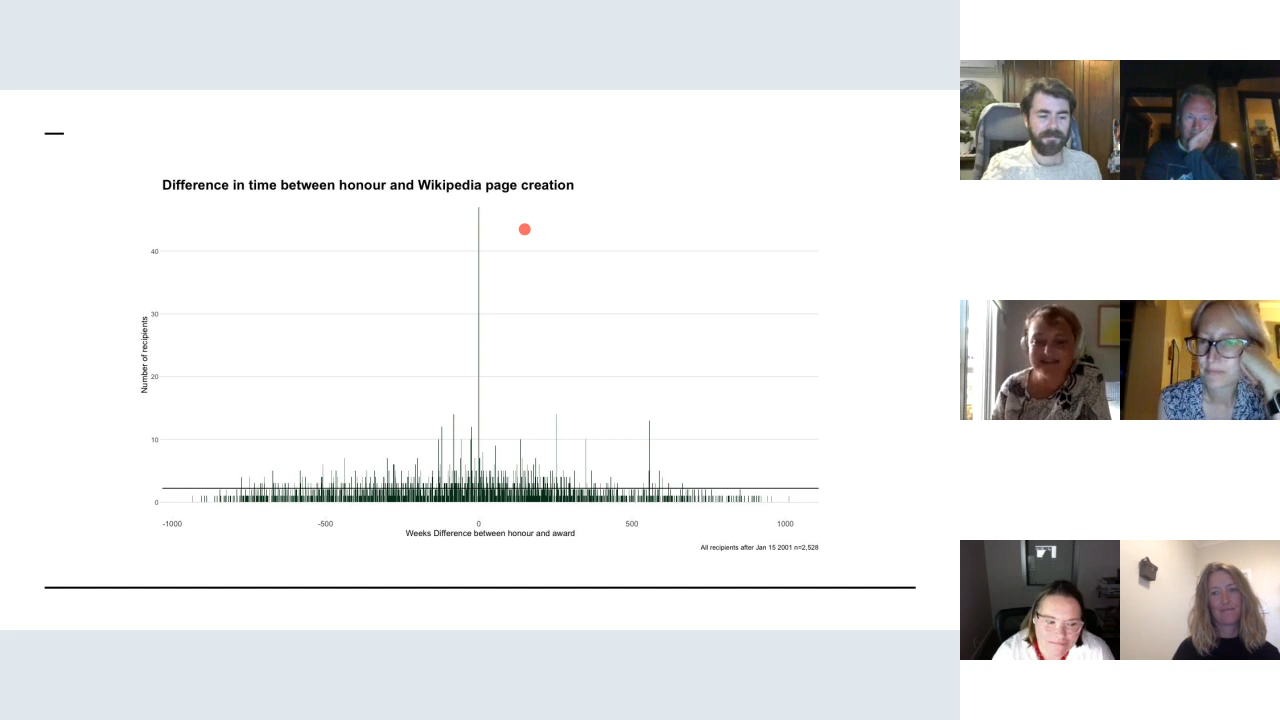 Difference in time between honour and Wikipedia page creation
40
30
20
10
0
Number of recipients
-1000 -500 0 500 1000
Weeks Difference between honour and award
All recipients after Jan 15 2001 n=2,528